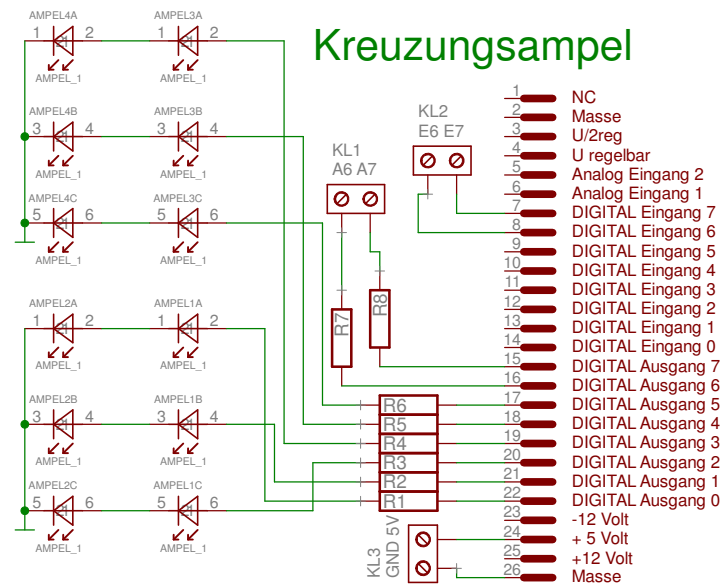 Kreuzungsampel
AMPEL4A AMPEL3A
1 2 1 2
AMPEL_1 AMPEL_1
AMPEL4B AMPEL3B
3 4 3 4
AMPEL_1 AMPEL_1
AMPEL4C AMPEL3C
5 6 5 6
AMPEL_1 AMPEL_1
AMPEL2A AMPEL1A
1 2 1 2
AMPEL_1 AMPEL_1
AMPEL2B AMPEL1B
3 4 3 4
AMPEL_1 AMPEL_1
AMPEL2C AMPEL1C
5 6 5 6
AMPEL_1 AMPEL_1
KL1
A6 A7
KL2
E6 E7
R7
R8
R6
R5
R4
R3
R2
R1
KL3
GND 5V
1 NC
2 Masse
3 U/2reg
4 U regelbar
5 Analog Eingang 2
6 Analog Eingang 1
7 DIGITAL Eingang 7
8 DIGITAL Eingang 6
9 DIGITAL Eingang 5
10 DIGITAL Eingang 4
11 DIGITAL Eingang 3
12 DIGITAL Eingang 2
13 DIGITAL Eingang 1
14 DIGITAL Eingang 0
15 DIGITAL Ausgang 7
16 DIGITAL Ausgang 6
17 DIGITAL Ausgang 5
18 DIGITAL Ausgang 4
19 DIGITAL Ausgang 3
20 DIGITAL Ausgang 2
21 DIGITAL Ausgang 1
22 DIGITAL Ausgang 0
23 -12 Volt
24 + 5 Volt
25 +12 Volt
26 Masse